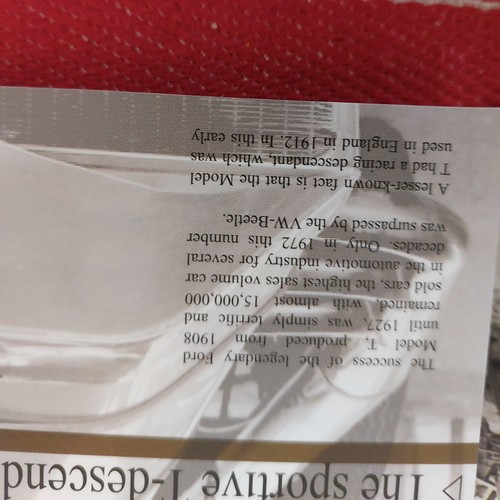 The sportive T-descend
The success of the legendary Ford
Model T, produced from 1908
until 1927, was simply terrific and
remained, with almost 15,000,000
sold cars, the highest sales volume car
in the automotive industry for several
decades. Only in 1972 this number
was surpassed by the VW-Beetle.
A lesser-known fact is that the Model
T had a racing descendant, which was
used in England in 1912. In this early